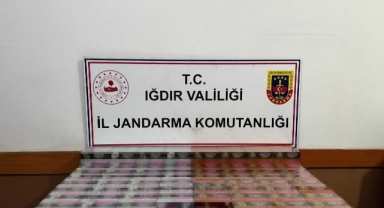 T.C.
IĞDIR VALİLİĞİ
İL JANDARMA KOMUTANLIĞI